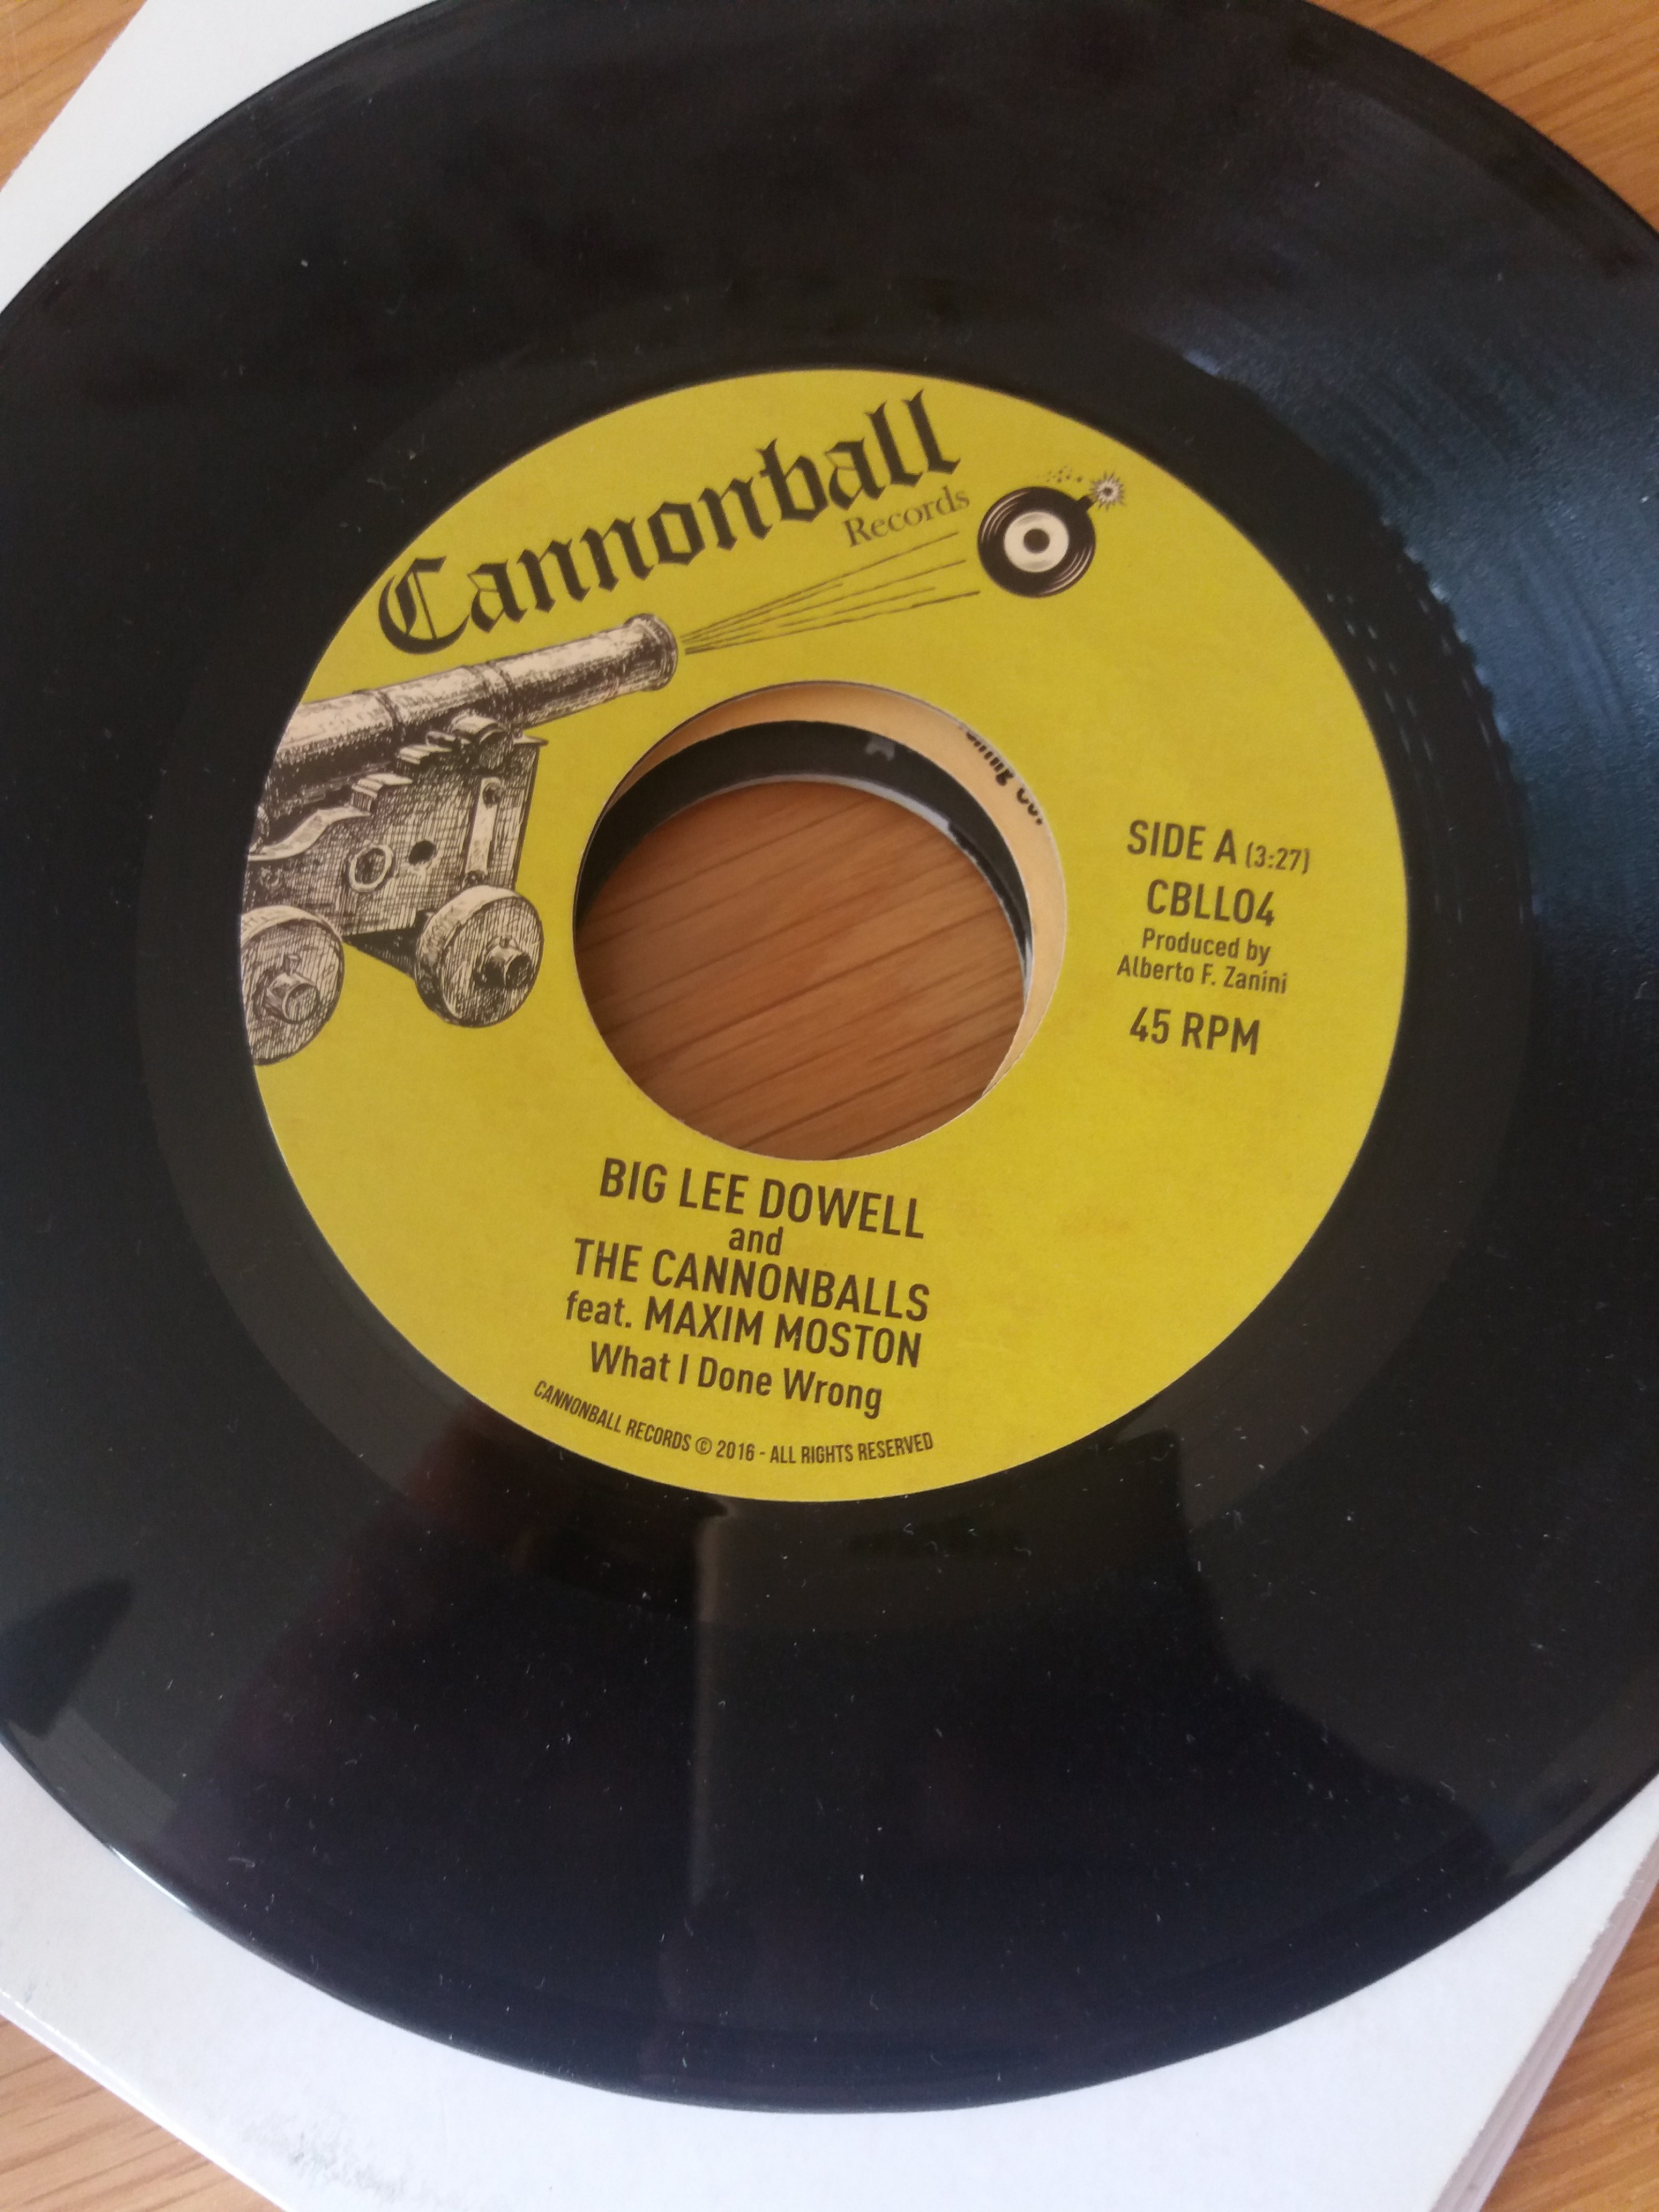 Cannonball
Records
SIDE A (3:27)
CBLL04
Produced by
Alberto F. Zanini
45 RPM
BIG LEE DOWELL
and
THE CANNONBALLS
feat. MAXIM MOSTON
What I Done Wrong
CANNONBALL RECORDS © 2016 - ALL RIGHTS RESERVED